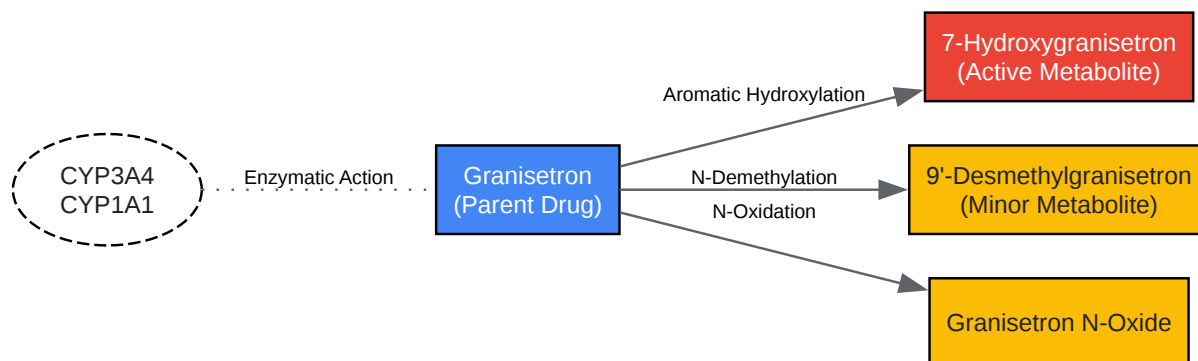 CYP3A4
CYP1A1
Enzymatic Action
Granisetron
(Parent Drug)
Aromatic Hydroxylation
N-Demethylation
N-Oxidation
7-Hydroxygranisetron
(Active Metabolite)
9'-Desmethylgranisetron
(Minor Metabolite)
Granisetron N-Oxide